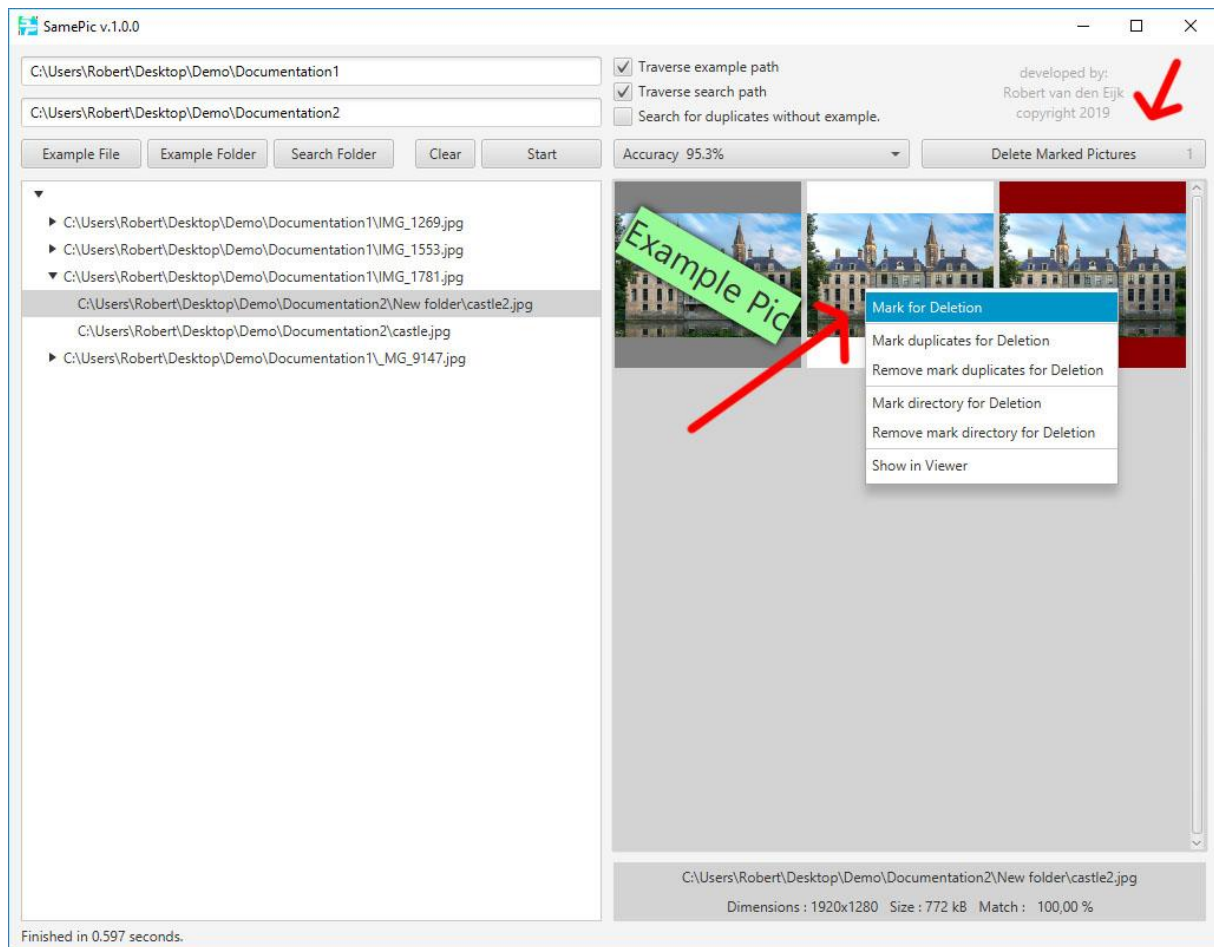 SamePic v.1.0.0
C:\Users\Robert\Desktop\Demo\Documentation1
C:\Users\Robert\Desktop\Demo\Documentation2
Traverse example path
Traverse search path
Search for duplicates without example.
developed by:
Robert van den Eijk
copyright 2019
Example File Example Folder Search Folder Clear Start
Accuracy 95.3%
Delete Marked Pictures 1
C:\Users\Robert\Desktop\Demo\Documentation1\IMG_1269.jpg
C:\Users\Robert\Desktop\Demo\Documentation1\IMG_1553.jpg
C:\Users\Robert\Desktop\Demo\Documentation1\IMG_1781.jpg
C:\Users\Robert\Desktop\Demo\Documentation2\New folder\castle2.jpg
C:\Users\Robert\Desktop\Demo\Documentation2\castle.jpg
C:\Users\Robert\Desktop\Demo\Documentation1\_MG_9147.jpg
Example Pic
Mark for Deletion
Mark duplicates for Deletion
Remove mark duplicates for Deletion
Mark directory for Deletion
Remove mark directory for Deletion
Show in Viewer
C:\Users\Robert\Desktop\Demo\Documentation2\New folder\castle2.jpg
Dimensions : 1920x1280 Size : 772 kB Match : 100,00 %
Finished in 0.597 seconds.